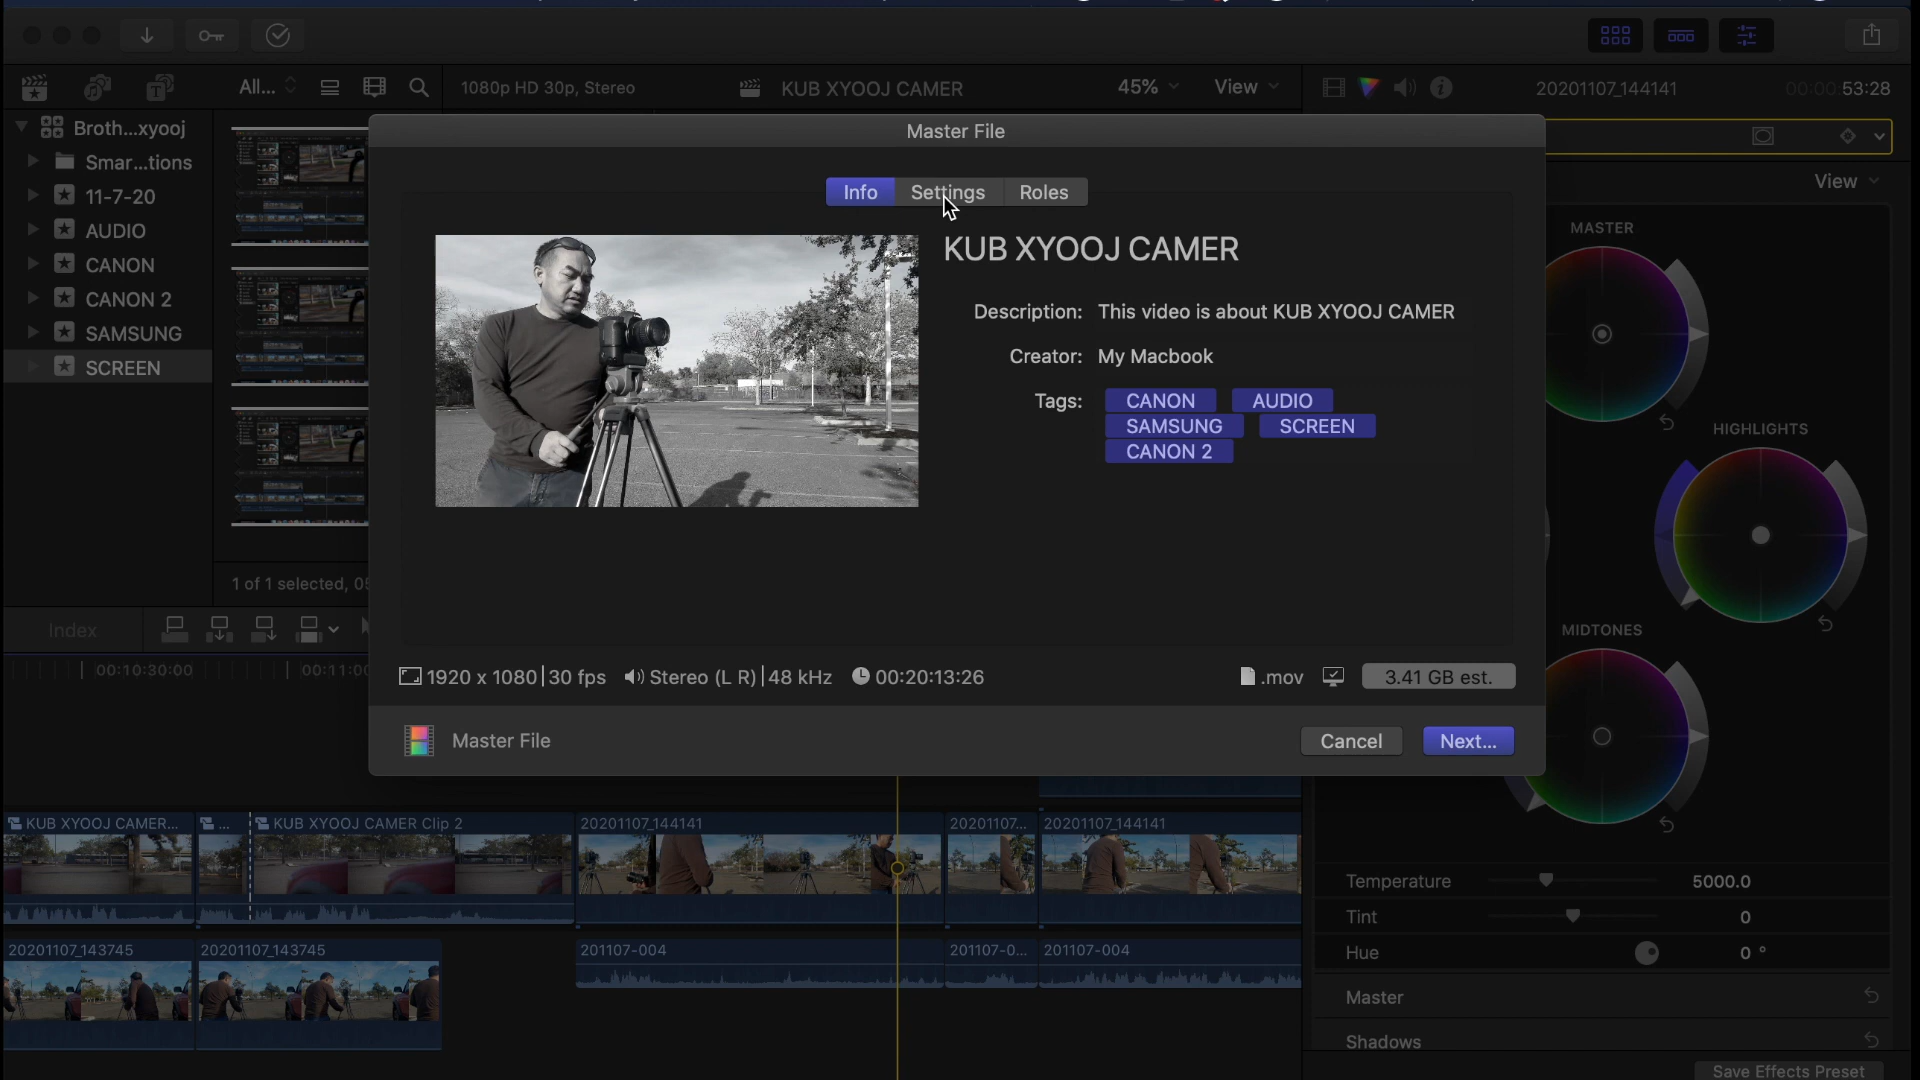 All...
1080p HD 30p, Stereo
KUB XYOOJ CAMER
45%
View
20201107_144141
00:00:53:28
Broth...xyooj
Smar...tions
11-7-20
AUDIO
CANON
CANON 2
SAMSUNG
SCREEN
1 of 1 selected,
Master File
Info
Settings
Roles
KUB XYOOJ CAMER
Description: This video is about KUB XYOOJ CAMER
Creator: My Macbook
Tags: CANON AUDIO
SAMSUNG SCREEN
CANON 2
1920 x 1080 | 30 fps
Stereo (L R) | 48 kHz
00:20:13:26
.mov
3.41 GB est.
Master File
Cancel
Next...
View
MASTER
HIGHLIGHTS
MIDTONES
Temperature 5000.0
Tint 0
Hue 0 °
Master
Shadows
Save Effects Preset
Index
00:10:30:00
00:11:00
KUB XYOOJ CAMER...
...
KUB XYOOJ CAMER Clip 2
20201107_144141
20201107...
20201107_144141
20201107_143745
20201107_143745
201107-004
201107-0...
201107-004